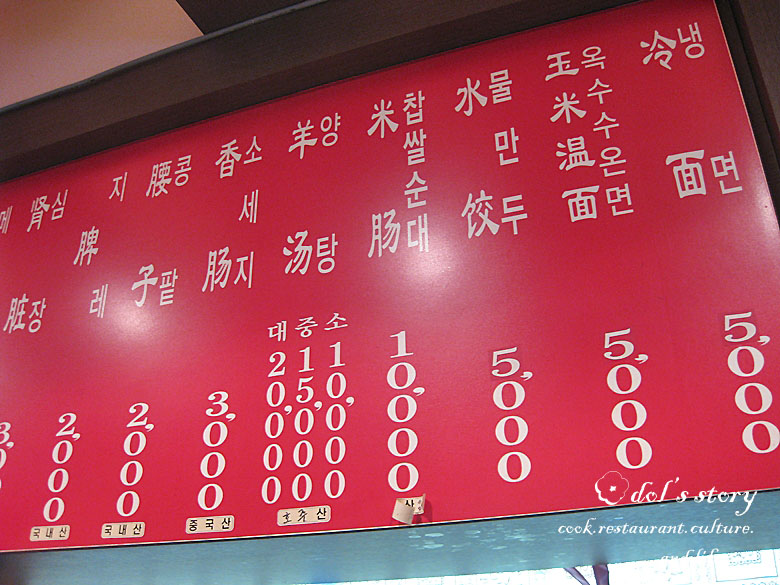 冷面
냉면
5,000
玉米温面
옥수수온면
5,000
水饺
물만두
5,000
米肠
찹쌀순대
10,000
산
羊汤
양탕
소
10,000
중
15,000
대
20,000
호주산
香肠
소세지
3,000
중국산
腰子
콩팥
2,000
국내산
脾
지레
2,000
국내산
肾脏
심장
dol's story
cook.restaurant.culture.